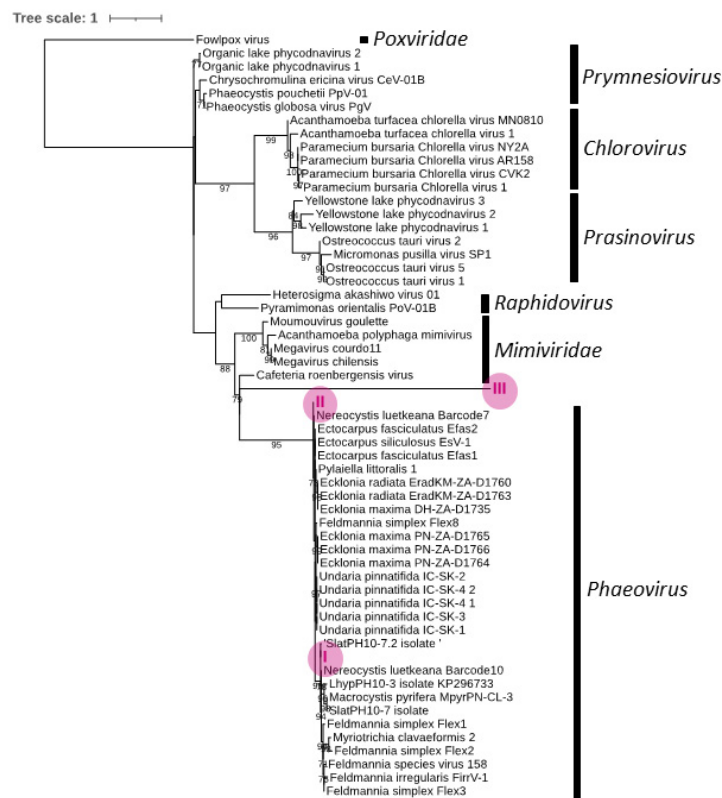 Tree scale: 1
Fowlpox virus
Poxviridae
Organic lake phycodnavirus 2
Organic lake phycodnavirus 1
Chrysochromulina ericina virus CeV-01B
Phaeocystis pouchetii PpV-01
Phaeocystis globosa virus PgV
Prymnesiovirus
Acanthamoeba turfacea chlorella virus MN0810
99
Acanthamoeba turfacea chlorella virus 1
98
Paramecium bursaria Chlorella virus NY2A
Paramecium bursaria Chlorella virus AR158
100
Paramecium bursaria Chlorella virus CVK2
Paramecium bursaria Chlorella virus 1
Chlorovirus
97
Yellowstone lake phycodnavirus 3
Yellowstone lake phycodnavirus 2
Yellowstone lake phycodnavirus 1
96
Ostreococcus tauri virus 2
97
Micromonas pusilla virus SP1
Ostreococcus tauri virus 5
Ostreococcus tauri virus 1
Prasinovirus
Heterosigma akashiwo virus 01
Pyramimonas orientalis PoV-01B
Raphidovirus
Moumouvirus goulette
100
Acanthamoeba polyphaga mimivirus
Megavirus courdo11
Megavirus chilensis
88
Cafeteria roenbergensis virus
Mimiviridae
79
III
II
Nereocystis luetkeana Barcode7
Ectocarpus fasciculatus Efas2
95
Ectocarpus siliculosus EsV-1
Ectocarpus fasciculatus Efas1
Pylaiella littoralis 1
Ecklonia radiata EradKM-ZA-D1760
Ecklonia radiata EradKM-ZA-D1763
Ecklonia maxima DH-ZA-D1735
Feldmannia simplex Flex8
Ecklonia maxima PN-ZA-D1765
Ecklonia maxima PN-ZA-D1766
Ecklonia maxima PN-ZA-D1764
Undaria pinnatifida IC-SK-2
Undaria pinnatifida IC-SK-4 2
Undaria pinnatifida IC-SK-4 1
Undaria pinnatifida IC-SK-3
Undaria pinnatifida IC-SK-1
'SlatPH10-7.2 isolate '
I
Nereocystis luetkeana Barcode10
LhypPH10-3 isolate KP296733
Macrocystis pyrifera MpyrPN-CL-3
SlatPH10-7 isolate
94
Feldmannia simplex Flex1
Myriotrichia clavaeformis 2
Feldmannia simplex Flex2
Feldmannia species virus 158
Feldmannia irregularis FirrV-1
Feldmannia simplex Flex3
Phaeovirus